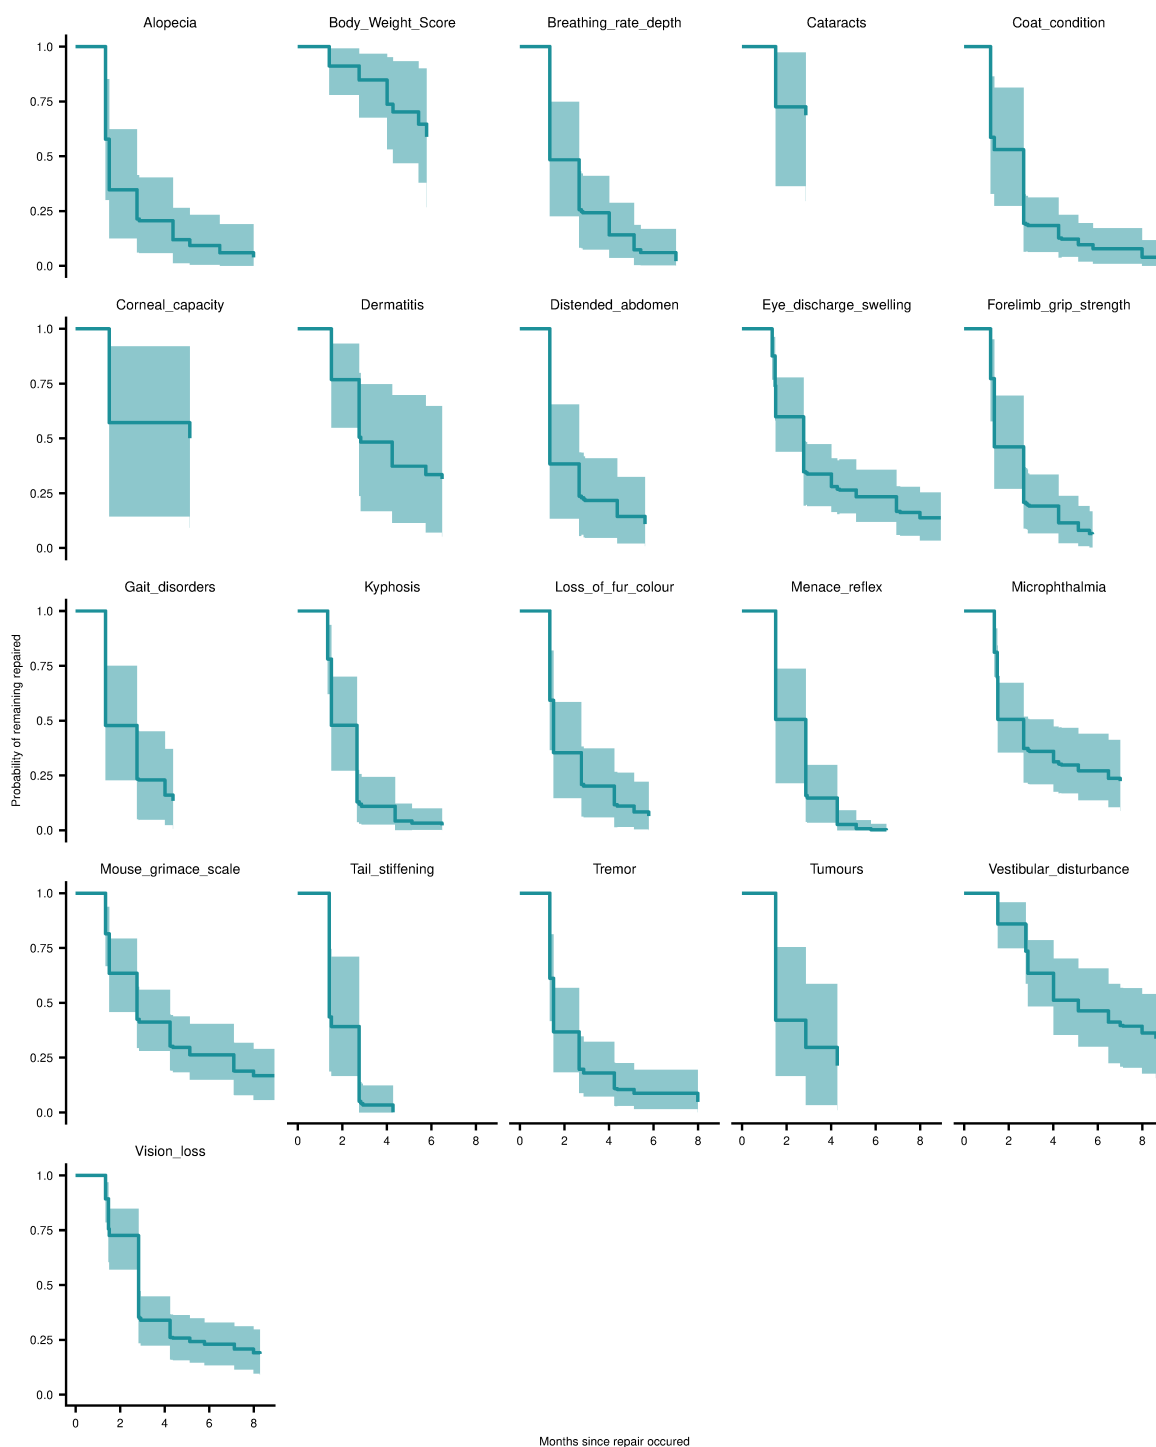 Alopecia Body_Weight_Score Breathing_rate_depth Cataracts Coat_condition
1.0
0.75
0.5
0.25
0.0
Corneal_capacity Dermatitis Distended_abdomen Eye_discharge_swelling Forelimb_grip_strength
1.0
0.75
0.5
0.25
0.0
Gait_disorders Kyphosis Loss_of_fur_colour Menace_reflex Microphthalmia
1.0
0.75
0.5
0.25
0.0
Probability of remaining repaired
Mouse_grimace_scale Tail_stiffening Tremor Tumours Vestibular_disturbance
1.0
0.75
0.5
0.25
0.0
0 2 4 6 8 0 2 4 6 8 0 2 4 6 8 0 2 4 6 8
Vision_loss
1.0
0.75
0.5
0.25
0.0
0 2 4 6 8
Months since repair occured